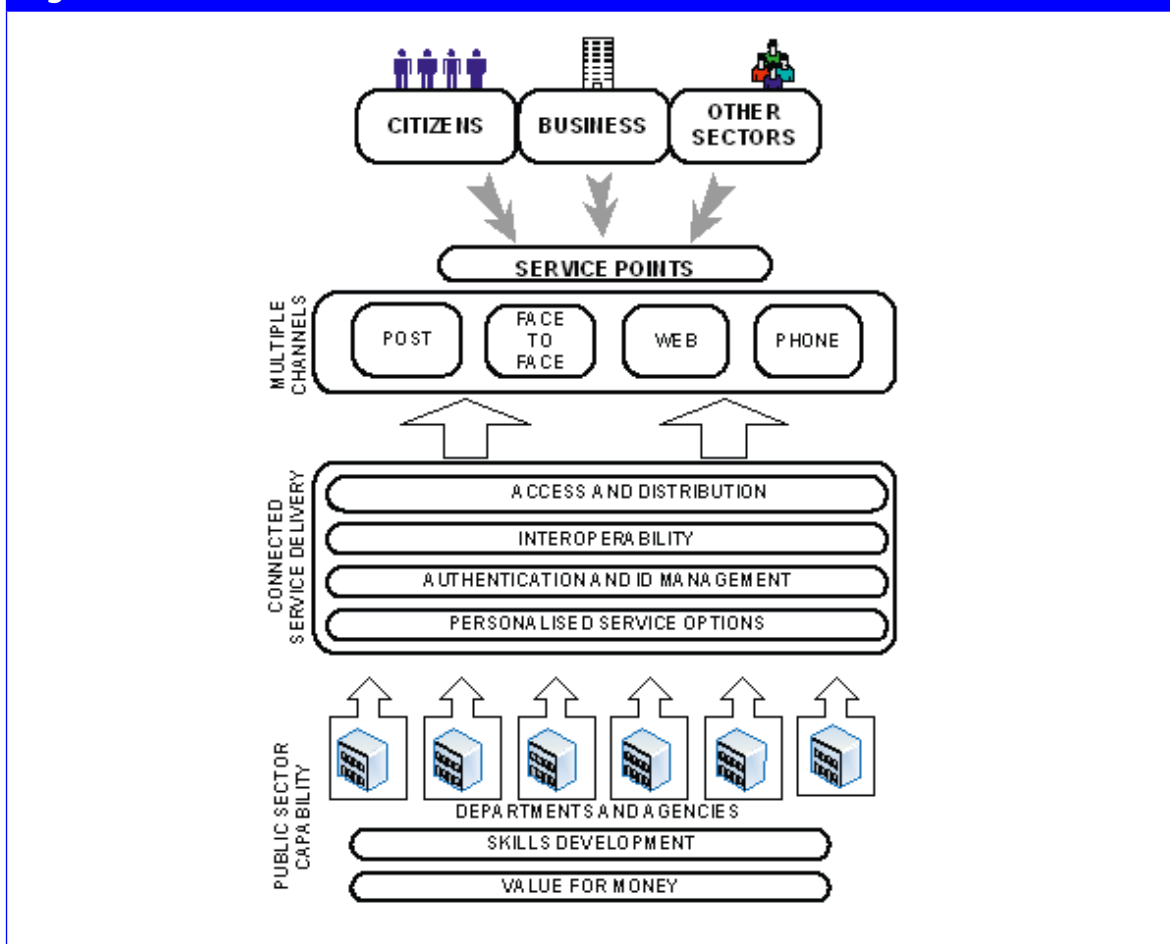 CITIZENS
BUSINESS
OTHER
SECTORS
SERVICE POINTS
MULTIPLE
CHANNELS
POST
FACE
TO
FACE
WEB
PHONE
CONNECTED
SERVICE DELIVERY
ACCESS AND DISTRIBUTION
INTEROPERABILITY
AUTHENTICATION AND ID MANAGEMENT
PERSONALISED SERVICE OPTIONS
PUBLIC SECTOR
CAPABILITY
DEPARTMENTS AND AGENCIES
SKILLS DEVELOPMENT
VALUE FOR MONEY